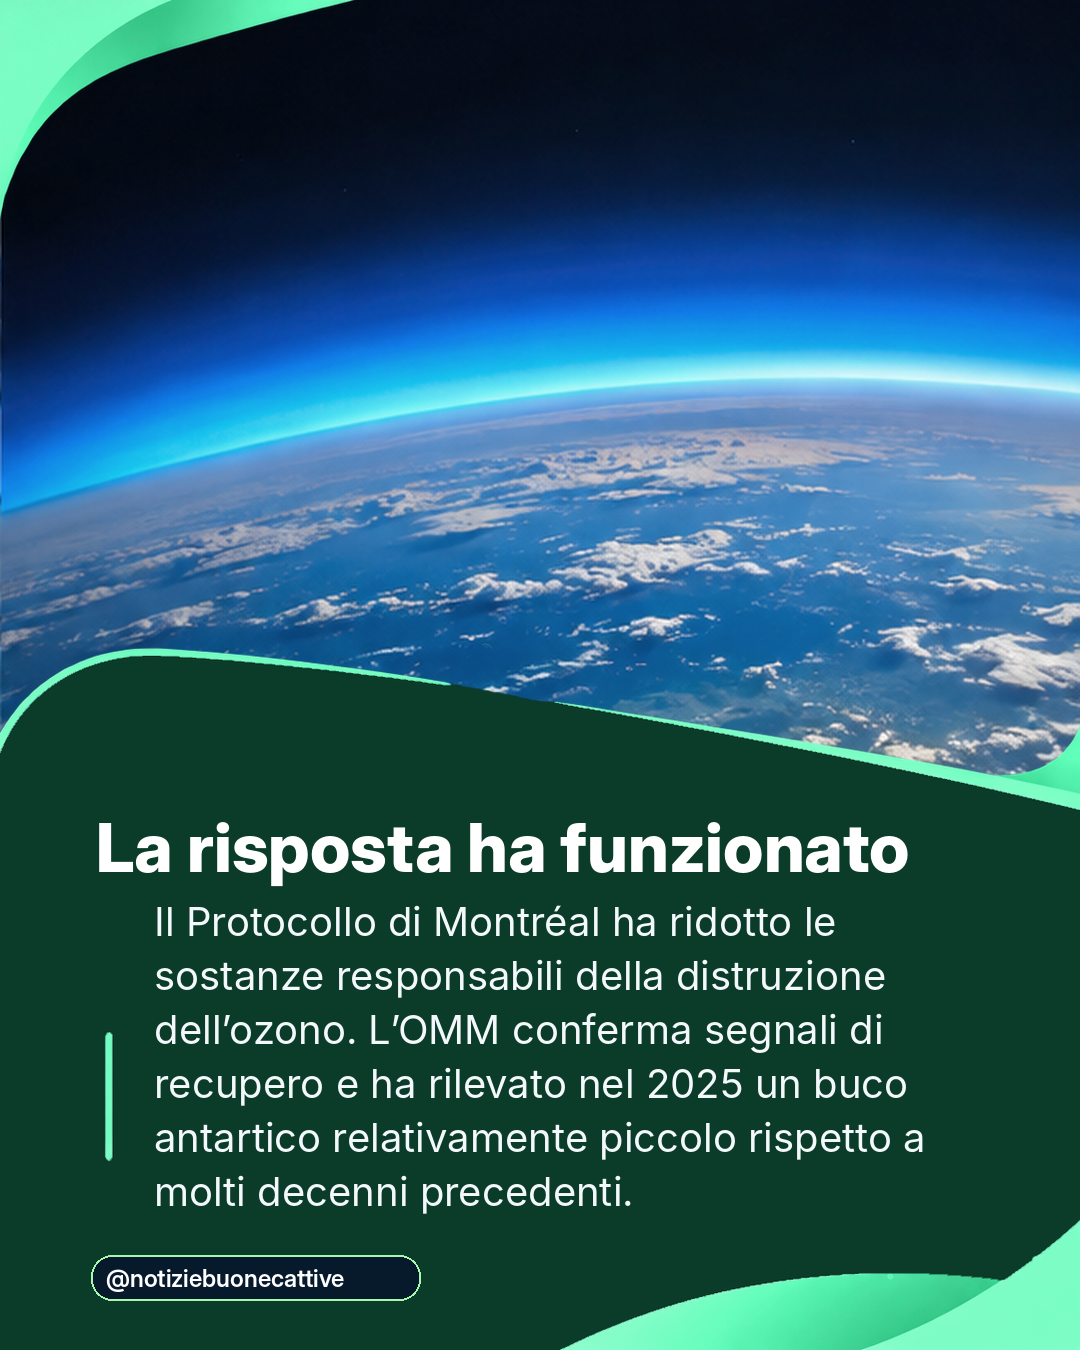 La risposta ha funzionato
Il Protocollo di Montréal ha ridotto le
sostanze responsabili della distruzione
dell’ozono. L’OMM conferma segnali di
recupero e ha rilevato nel 2025 un buco
antartico relativamente piccolo rispetto a
molti decenni precedenti.
@notiziebuonecattive